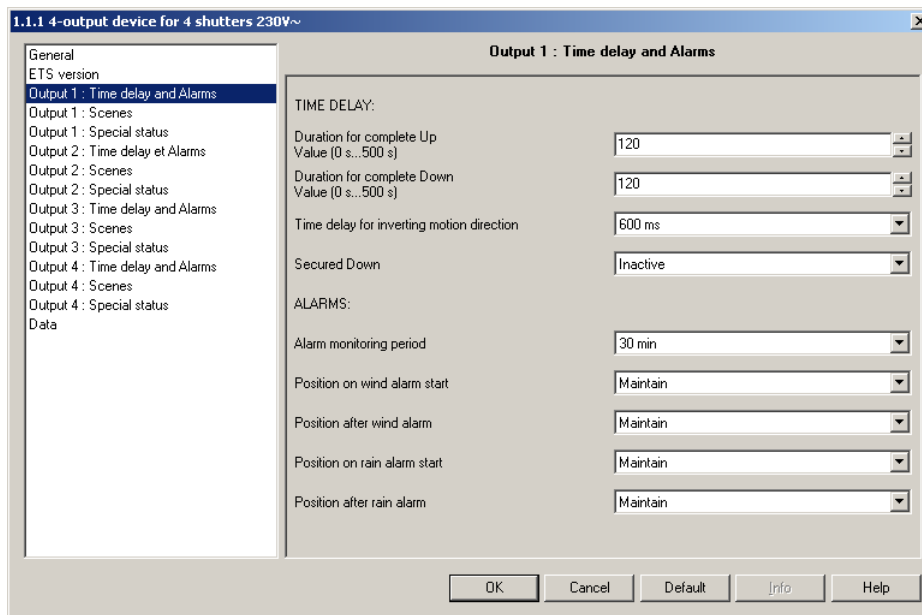 1.1.1 4-output device for 4 shutters 230V~
General
ETS version
Output 1 : Time delay and Alarms
Output 1 : Scenes
Output 1 : Special status
Output 2 : Time delay et Alarms
Output 2 : Scenes
Output 2 : Special status
Output 3 : Time delay and Alarms
Output 3 : Scenes
Output 3 : Special status
Output 4 : Time delay and Alarms
Output 4 : Scenes
Output 4 : Special status
Data
Output 1 : Time delay and Alarms
TIME DELAY:
Duration for complete Up
Value (0 s...500 s)
120
Duration for complete Down
Value (0 s...500 s)
120
Time delay for inverting motion direction
600 ms
Secured Down
Inactive
ALARMS:
Alarm monitoring period
30 min
Position on wind alarm start
Maintain
Position after wind alarm
Maintain
Position on rain alarm start
Maintain
Position after rain alarm
Maintain
OK
Cancel
Default
Info
Help